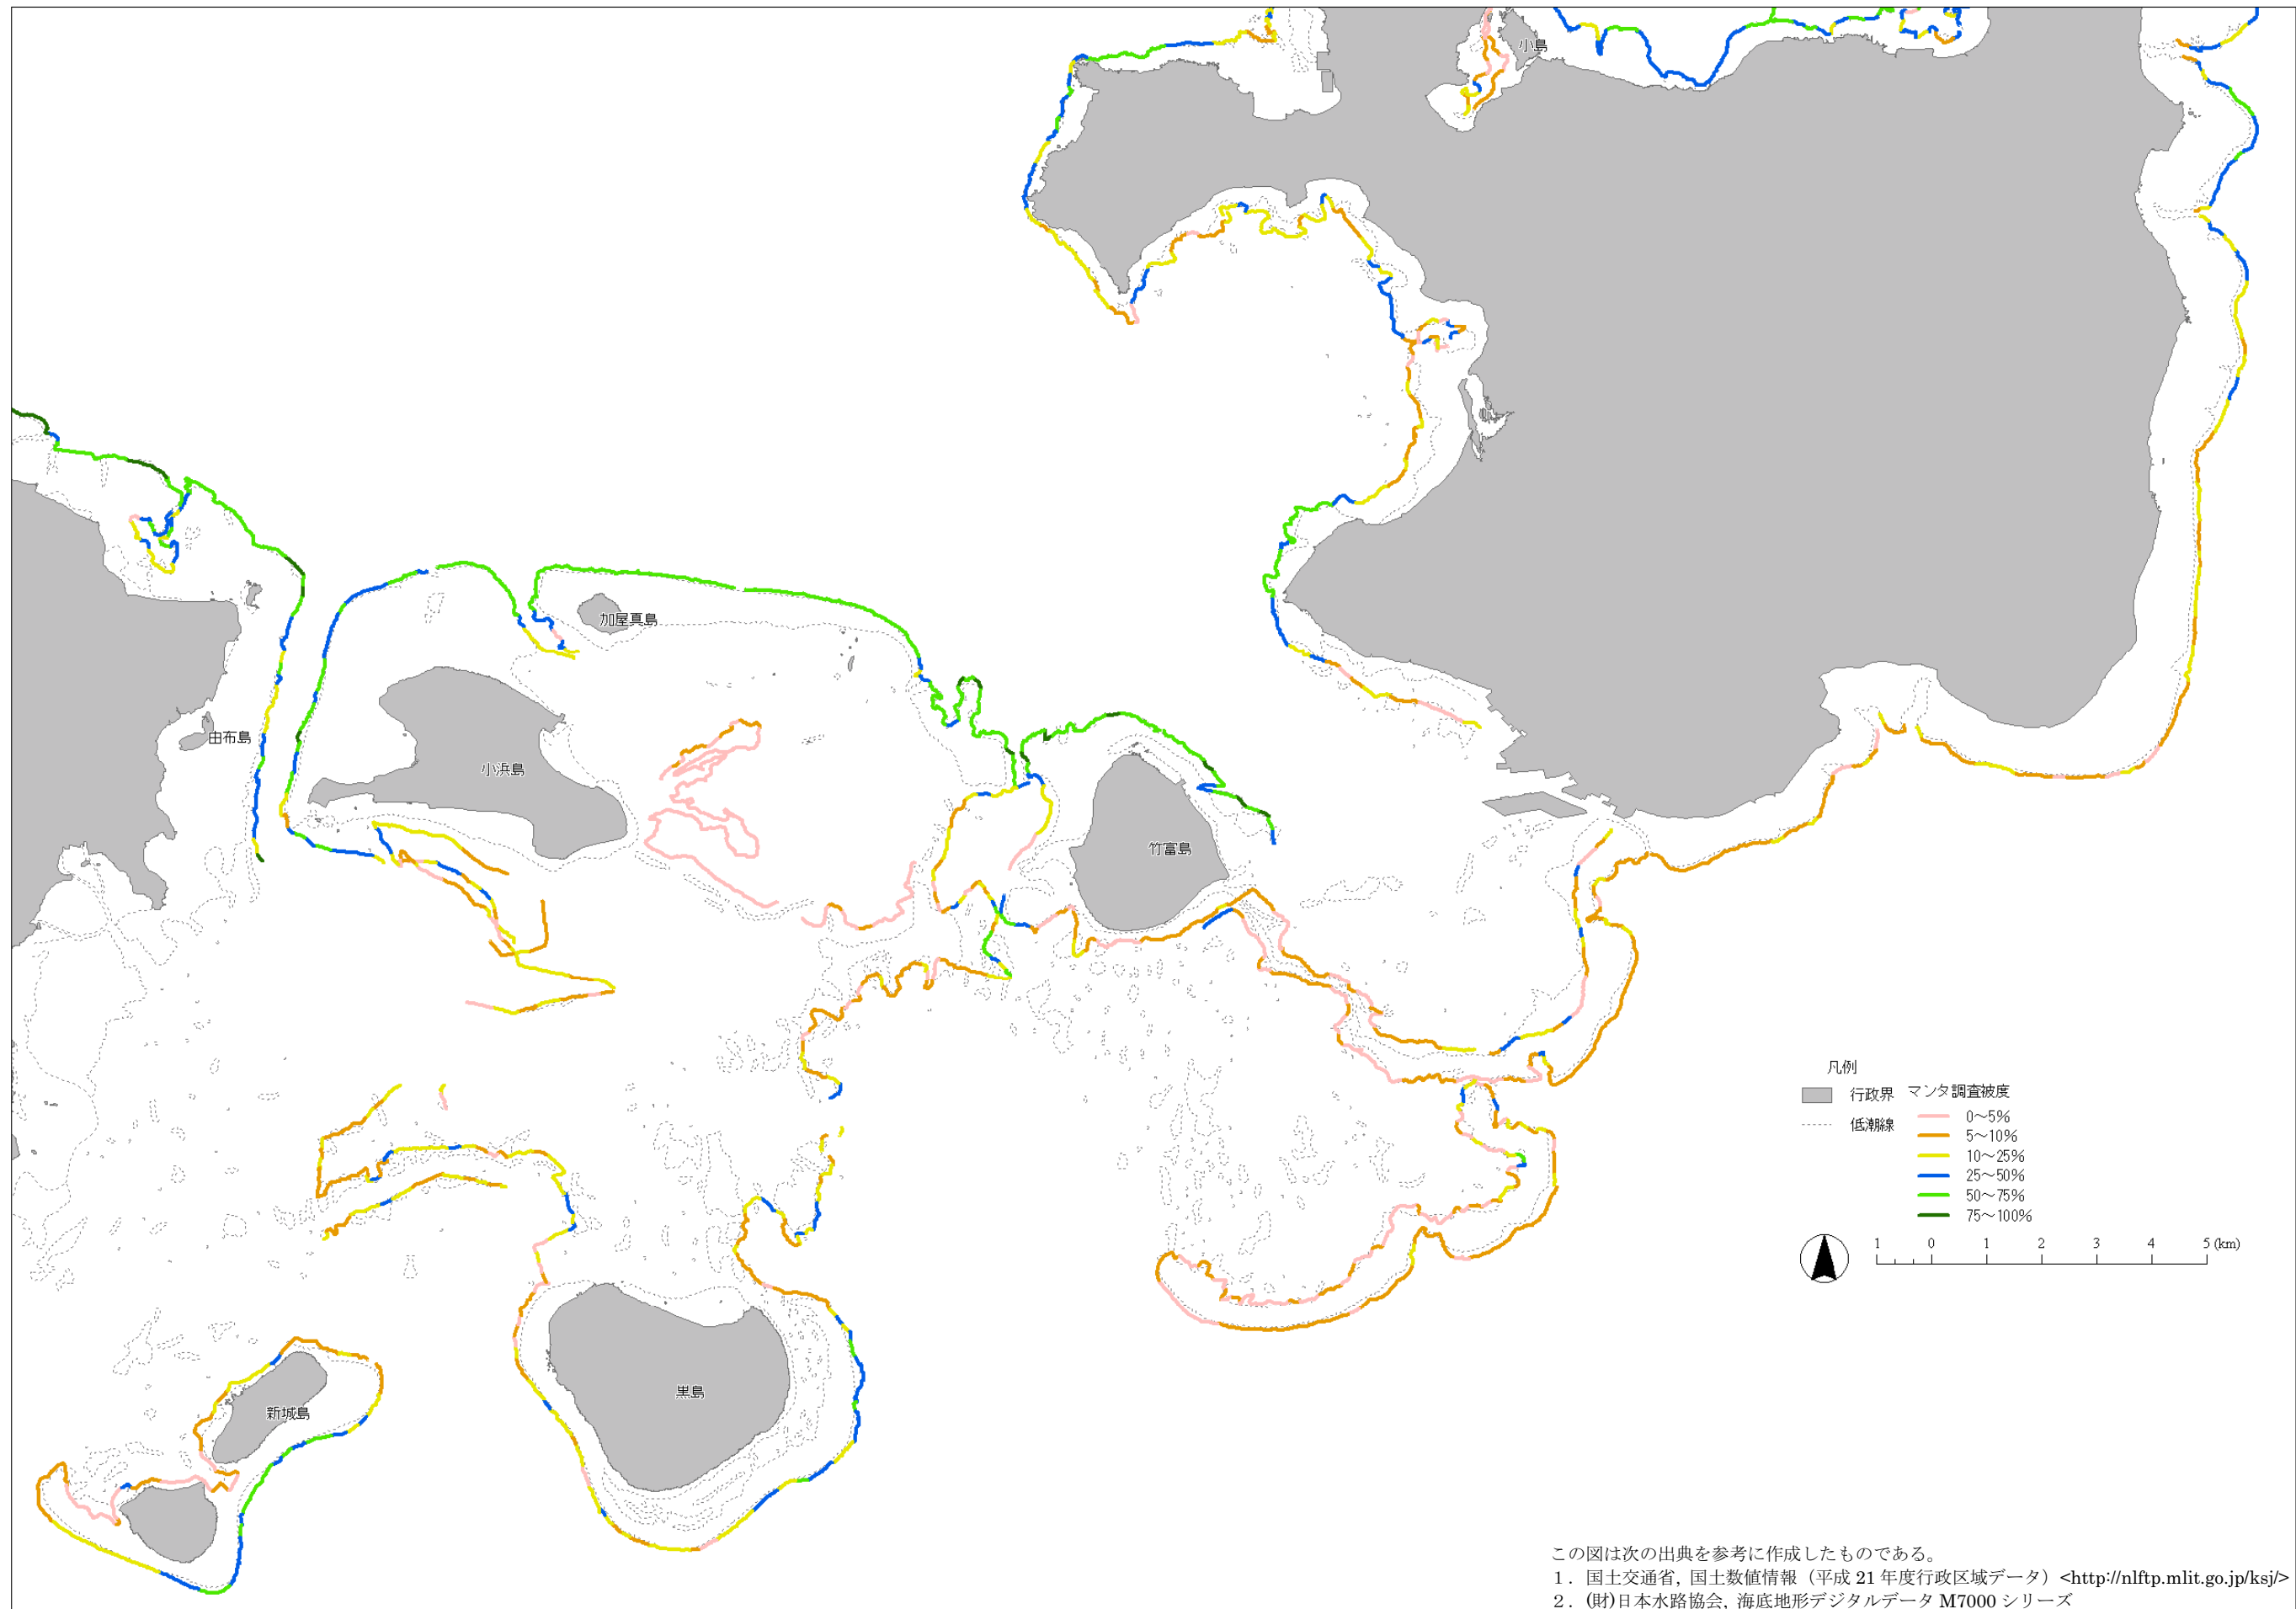 小島
加屋真島
由布島
小浜島
竹富島
黒島
新城島
凡例
行政界
低潮線
マンタ調査被度
0～5%
5～10%
10～25%
25～50%
50～75%
75～100%
1 0 1 2 3 4 5 (km)
この図は次の出典を参考に作成したものである。
1．国土交通省, 国土数値情報（平成 21 年度行政区域データ）<http://nlftp.mlit.go.jp/ksj/>
2．(財)日本水路協会, 海底地形デジタルデータ M7000 シリーズ